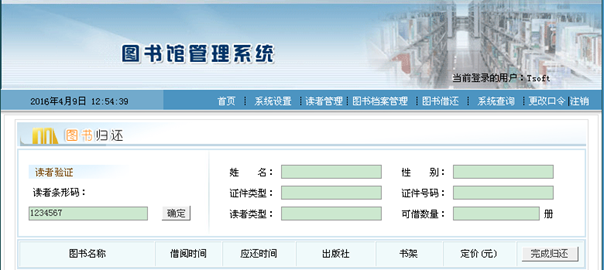 图书馆管理系统
当前登录的用户：Tsoft
2016年4月9日 12:54:39
首页 ┊ 系统设置 ┊ 读者管理 ┊ 图书档案管理 ┊ 图书借还 ┊ 系统查询 ┊ 更改口令 ┊ 注销
图书归还
读者验证
读者条形码：
1234567 确定
姓 名： 性 别：
证件类型： 证件号码：
读者类型： 可借数量： 册
图书名称 借阅时间 应还时间 出版社 书架 定价(元) 完成归还